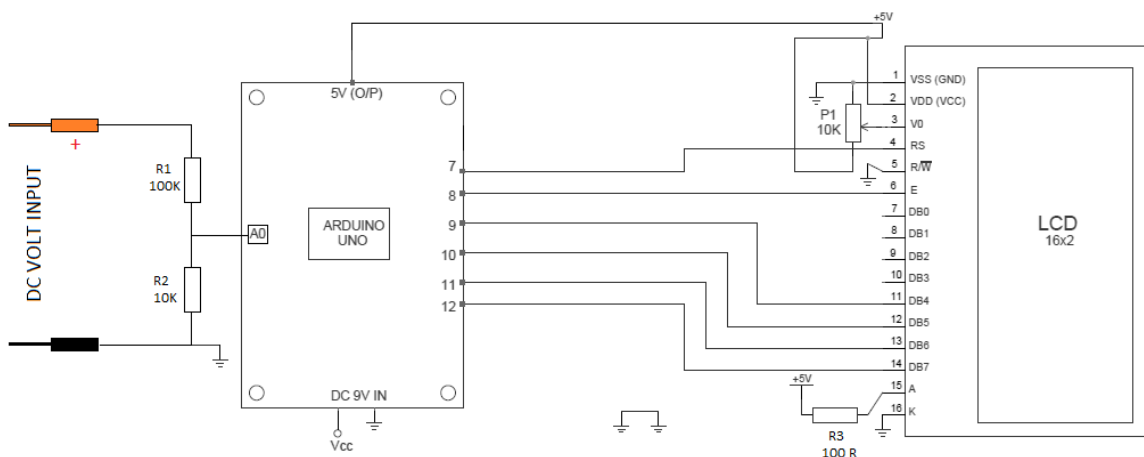 +5V
5V (O/P)
DC VOLT INPUT
+
R1
100K
A0
R2
10K
ARDUINO
UNO
7
8
9
10
11
12
DC 9V IN
Vcc
P1
10K
1 VSS (GND)
2 VDD (VCC)
3 V0
4 RS
5 R/W̅
6 E
7 DB0
8 DB1
9 DB2
10 DB3
11 DB4
12 DB5
13 DB6
14 DB7
15 A
16 K
LCD
16x2
+5V
R3
100 R